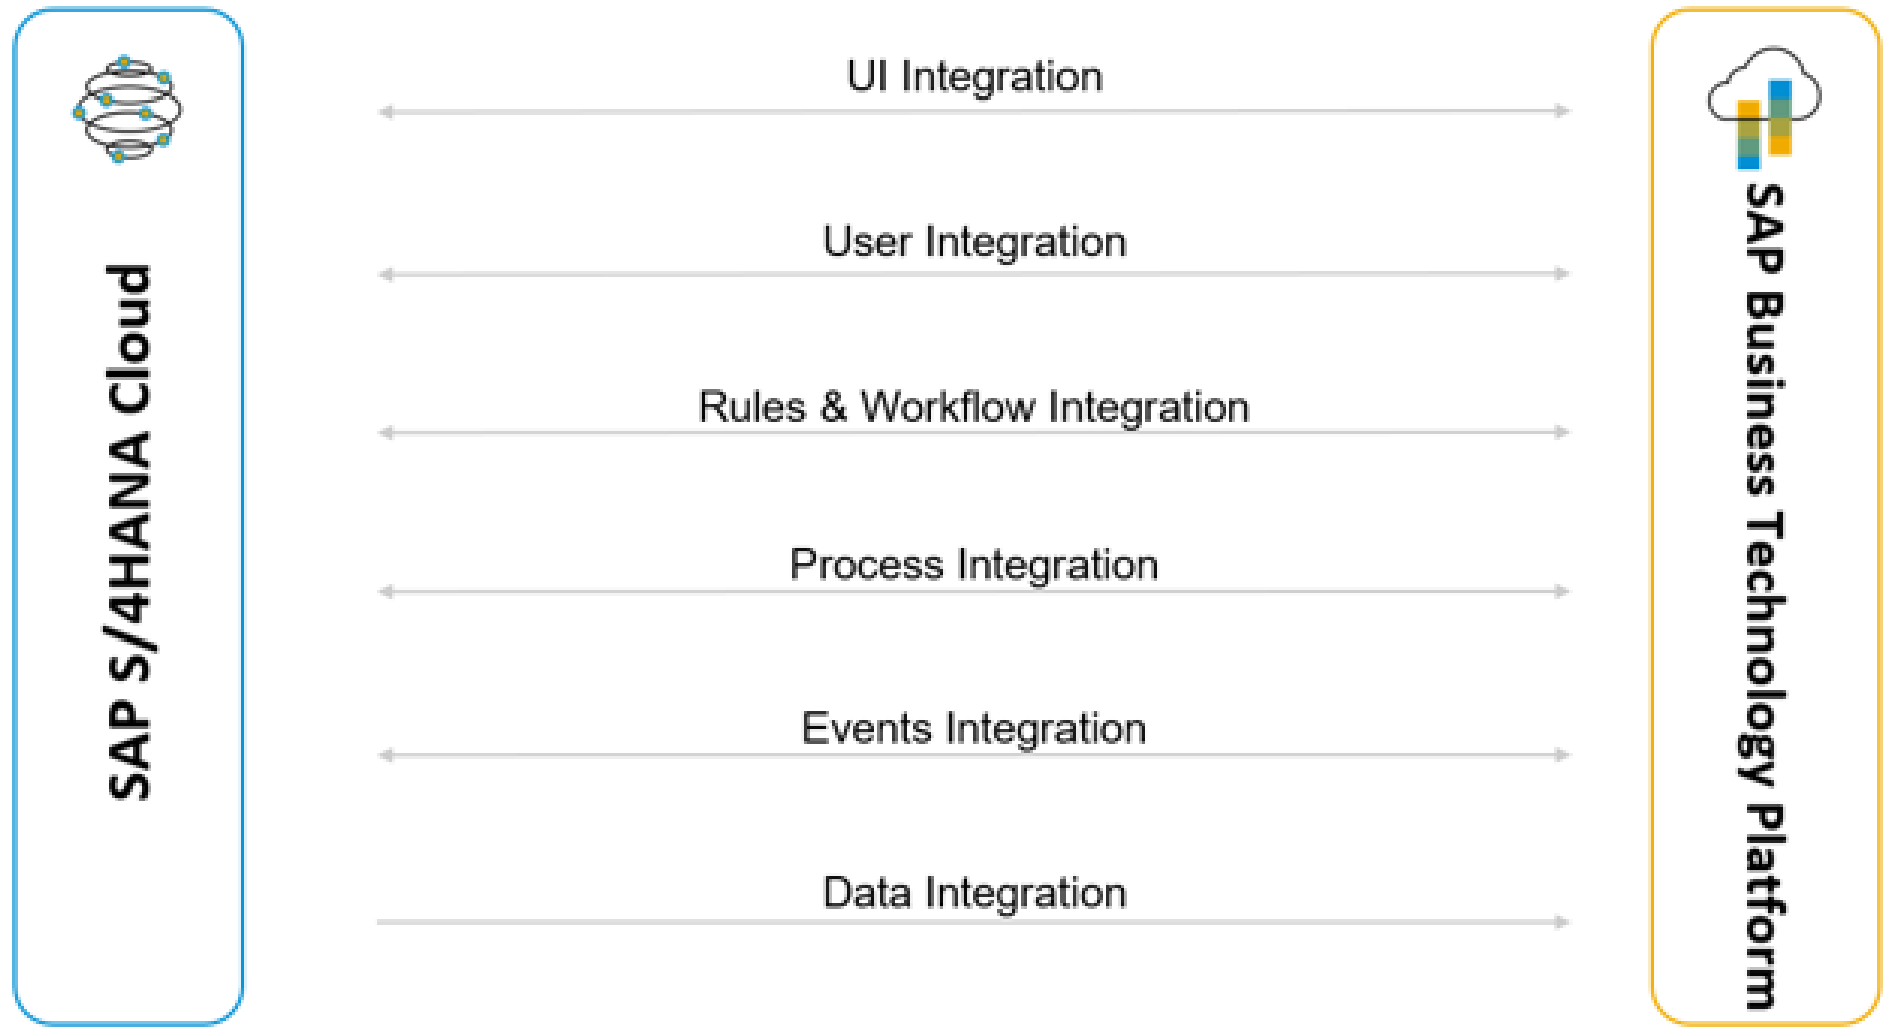 SAP S/4HANA Cloud
UI Integration
User Integration
Rules & Workflow Integration
Process Integration
Events Integration
Data Integration
SAP Business Technology Platform